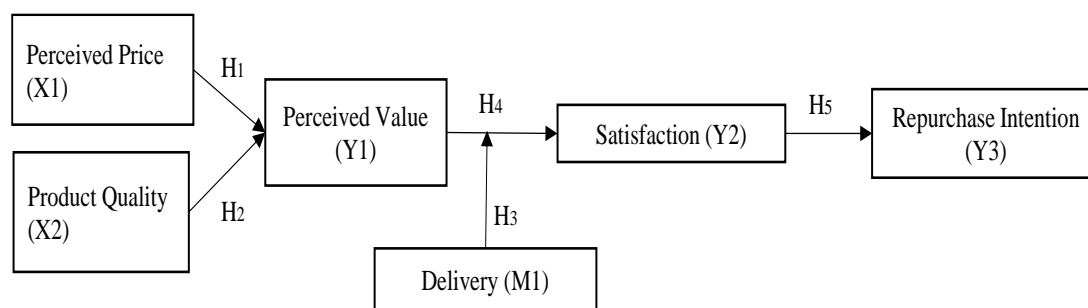 Perceived Price
(X1)
H1
Perceived Value
(Y1)
H4
Satisfaction (Y2)
H5
Repurchase Intention
(Y3)
Product Quality
(X2)
H2
H3
Delivery (M1)